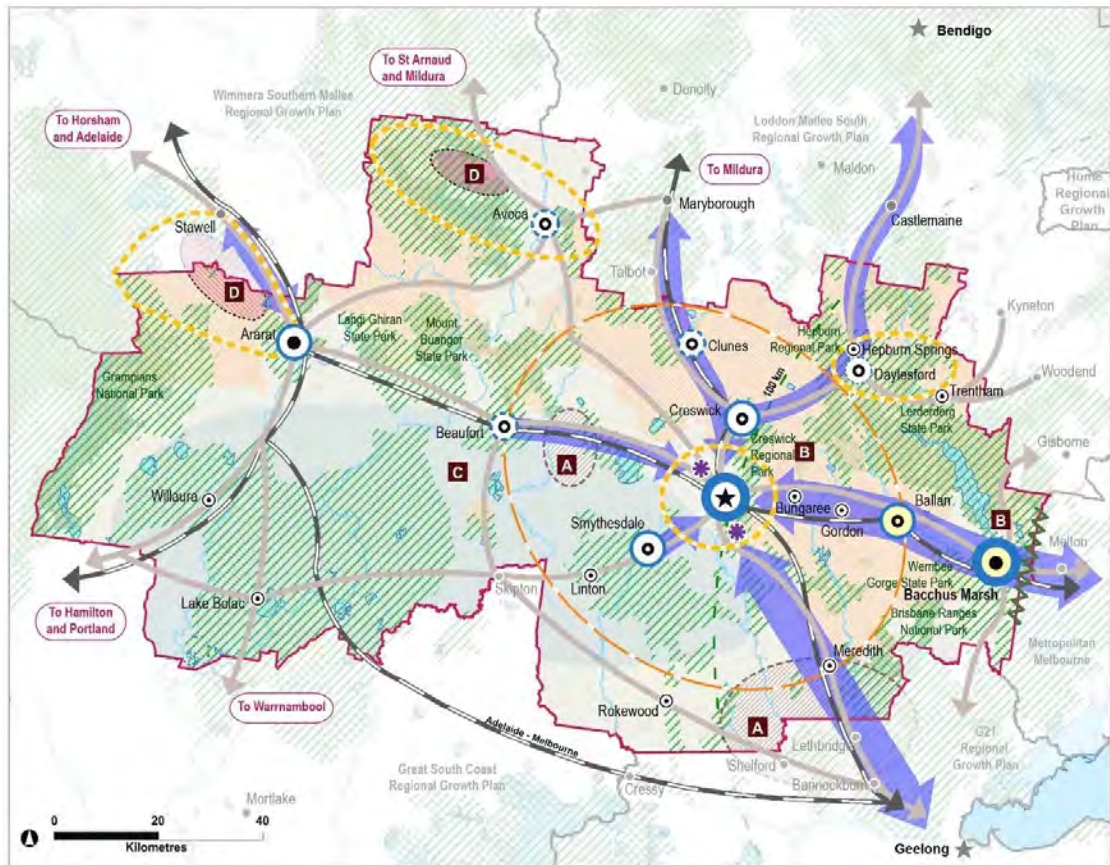 Bendigo
To St Arnaud
and Mildura
Dunolly
Wimmera Southern Mallee
Regional Growth Plan
To Horsham
and Adelaide
Loddon Mallee South
Regional Growth Plan
Maldon
To Mildura
D
Hume
Regional
Growth
Plan
Maryborough
Castlemaine
Stawell
Avoca
Talbot
D
Kyneton
Ararat
Langi Ghiran
State Park
Mount
Buangor
State Park
Hepburn
Regional Park
Clunes
Hepburn Springs
Daylesford
Woodend
Grampians
National Park
100 km
Trentham
Creswick
Lerderderg
State Park
Beaufort
Creswick
Regional
Park
Gisborne
A
B
C
Willaura
Bungaree
Ballan
Gordon
Smythesdale
B
Melton
Werribee
Gorge State Park
Bacchus Marsh
Linton
Skipton
Lake Bolac
Brisbane Ranges
National Park
To Hamilton
and Portland
Metropolitan
Melbourne
Meredith
To Warrnambool
Rokewood
A
Adelaide - Melbourne
Lethbridge
G21
Regional
Growth Plan
Shelford
Great South Coast
Regional Growth Plan
Cressy
Bannockburn
Mortlake
0 20 40
Kilometres
Geelong